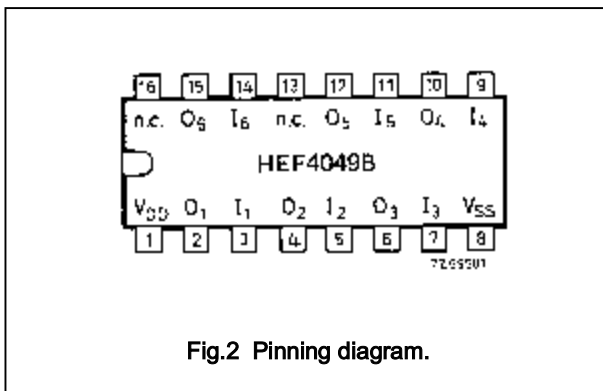 16 15 14 13 12 11 10 9
n.c. O6 I6 n.c. O5 I5 O4 I4
HEF4049B
VDD O1 I1 O2 I2 O3 I3 VSS
1 2 3 4 5 6 7 8
Fig.2 Pinning diagram.